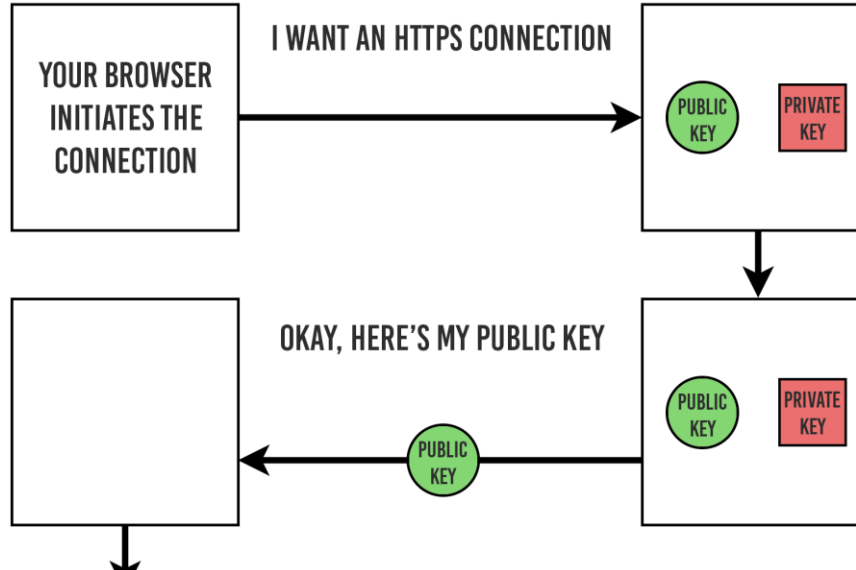 I WANT AN HTTPS CONNECTION
YOUR BROWSER
INITIATES THE
CONNECTION
PUBLIC
KEY
PRIVATE
KEY
OKAY, HERE'S MY PUBLIC KEY
PUBLIC
KEY
PRIVATE
KEY
PUBLIC
KEY